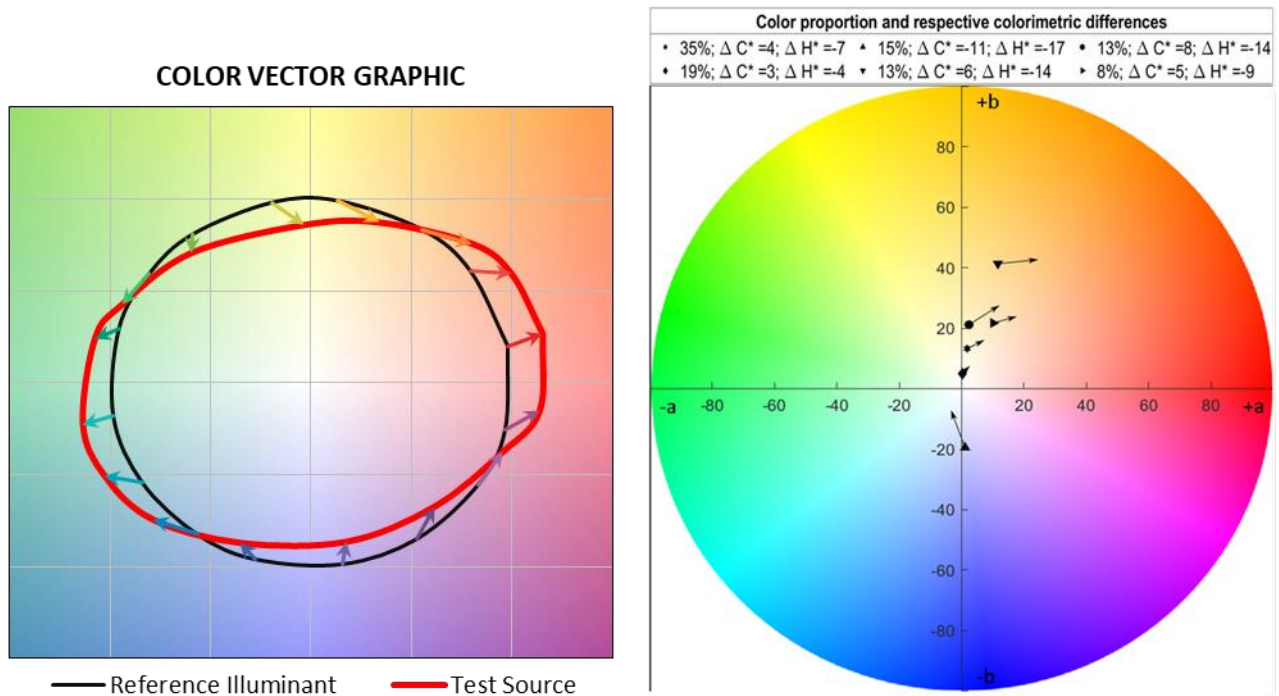 COLOR VECTOR GRAPHIC
Reference Illuminant
Test Source
Color proportion and respective colorimetric differences
35%; Δ C* =4; Δ H* =-7
15%; Δ C* =-11; Δ H* =-17
13%; Δ C* =8; Δ H* =-14
19%; Δ C* =3; Δ H* =-4
13%; Δ C* =6; Δ H* =-14
8%; Δ C* =5; Δ H* =-9
+b
80
60
40
20
-a
-80
-60
-40
-20
20
40
60
80
+a
-20
-40
-60
-80
-b